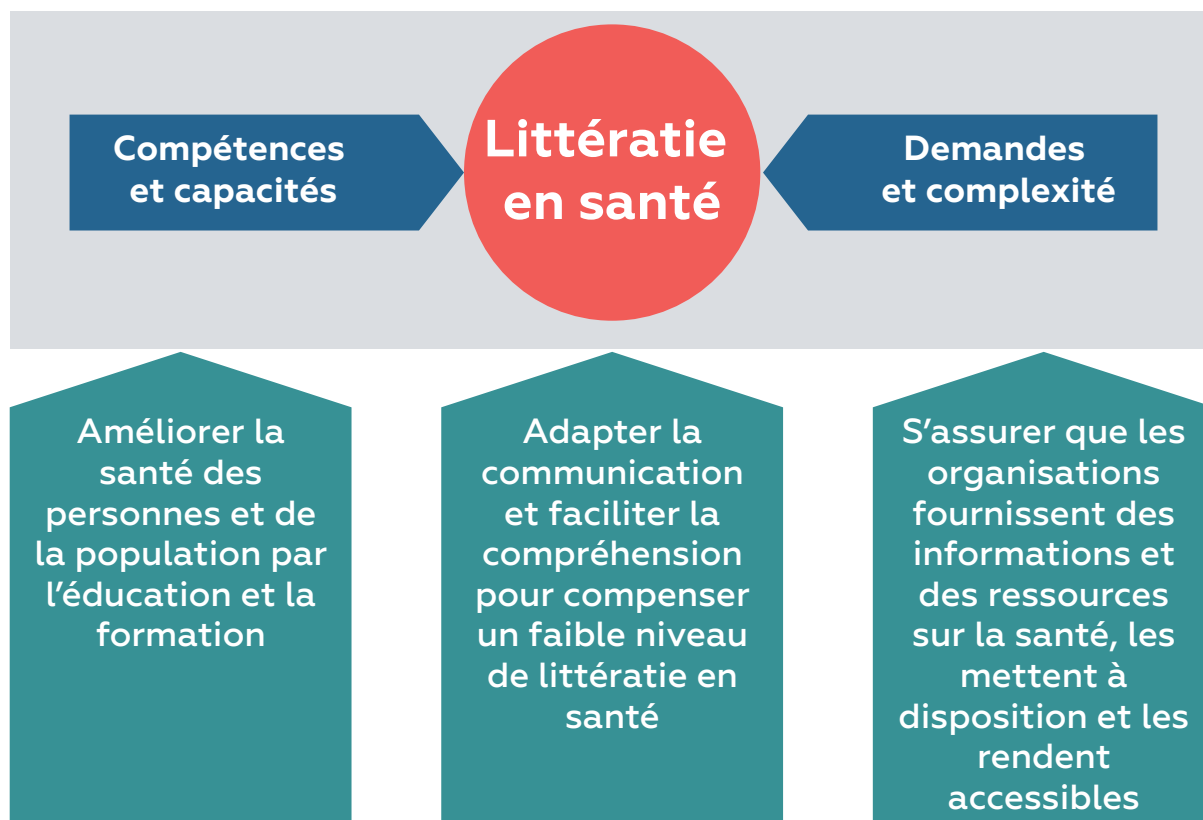 Compétences
et capacités
Littératie
en santé
Demandes
et complexité
Améliorer la
santé des
personnes et de
la population par
l’éducation et la
formation
Adapter la
communication
et faciliter la
compréhension
pour compenser
un faible niveau
de littératie en
santé
S’assurer que les
organisations
fournissent des
informations et
des ressources
sur la santé, les
mettent à
disposition et les
rendent
accessibles